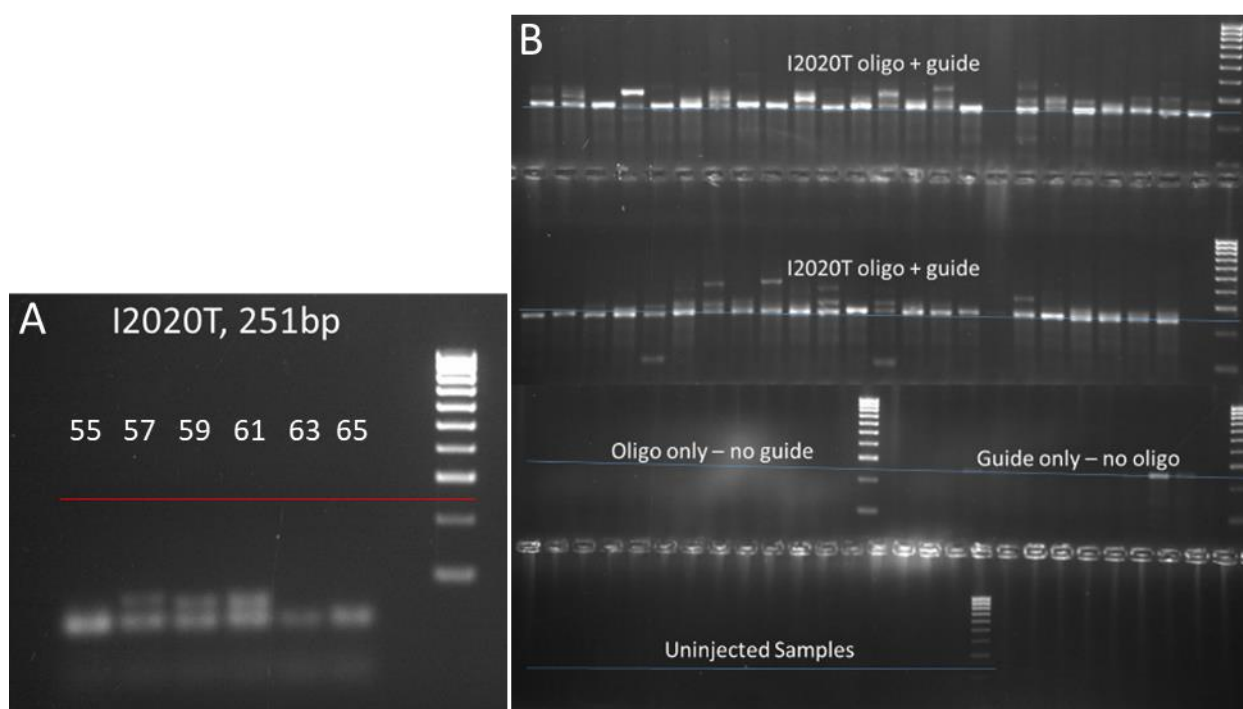 A
I2020T, 251bp
55 57 59 61 63 65
B
I2020T oligo + guide
I2020T oligo + guide
Oligo only – no guide
Guide only – no oligo
Uninjected Samples